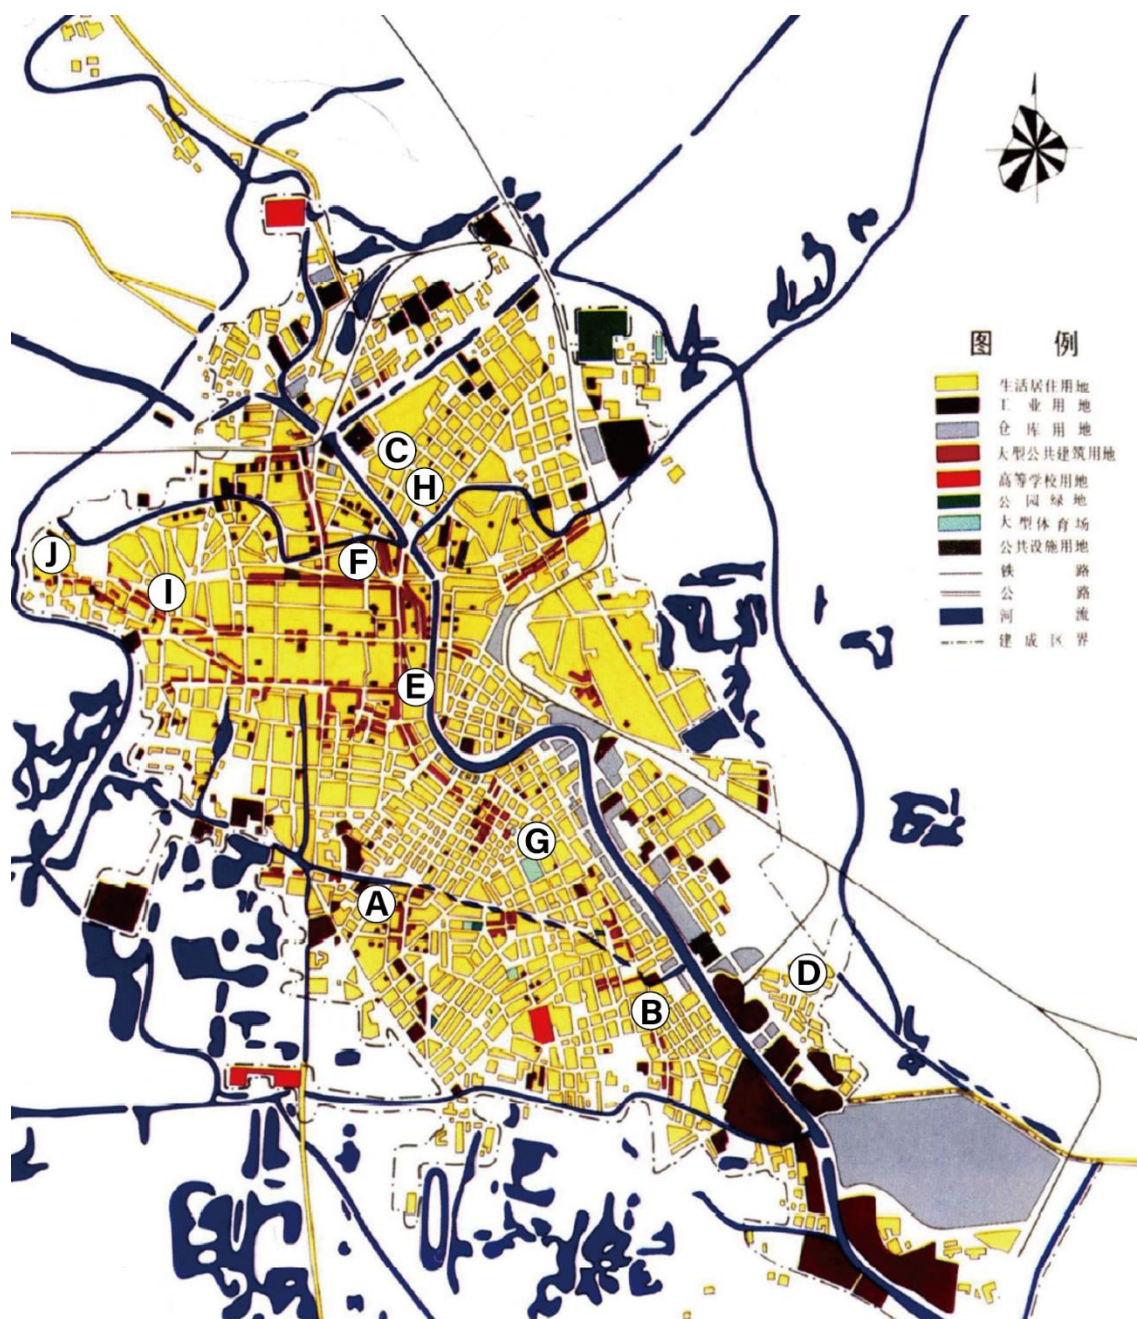 图 例
生活居住用地
工业用地
仓库用地
大型公共建筑用地
高等学校用地
公园绿地
大型体育场
公共设施用地
铁路
公路
河流
建成区界
C
H
J
F
I
E
G
A
D
B